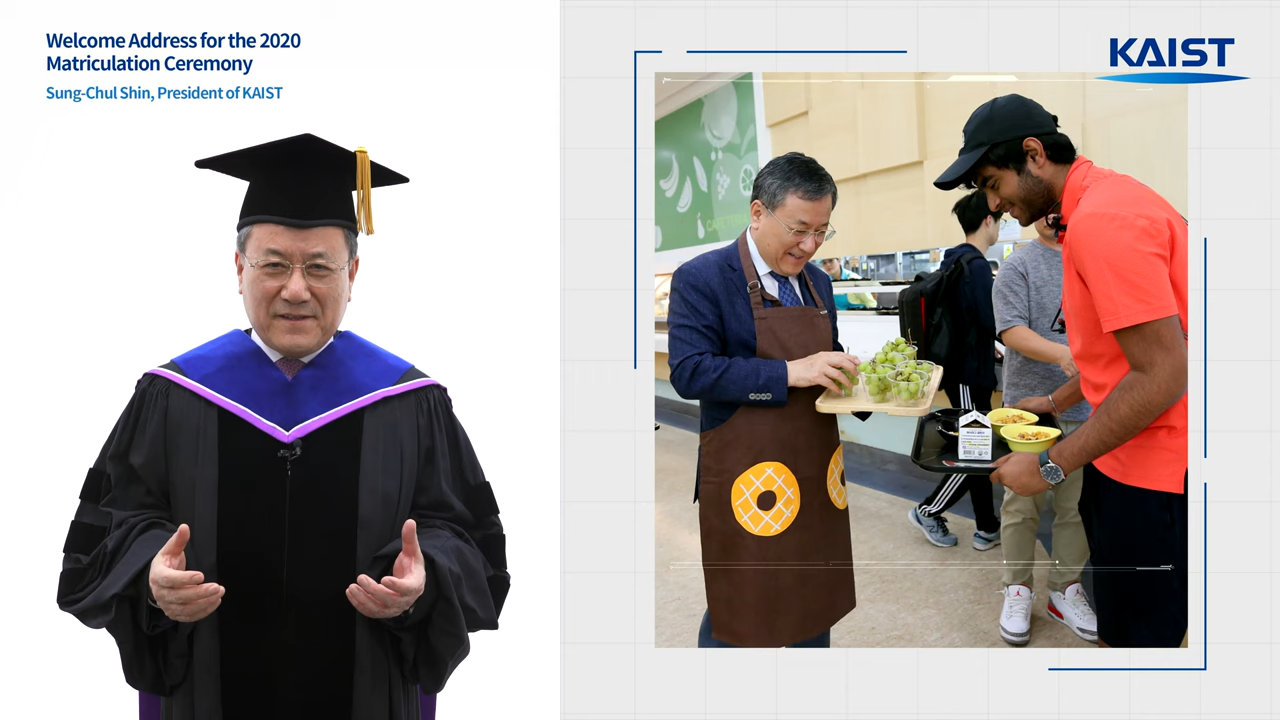 Welcome Address for the 2020
Matriculation Ceremony
Sung-Chul Shin, President of KAIST
KAIST